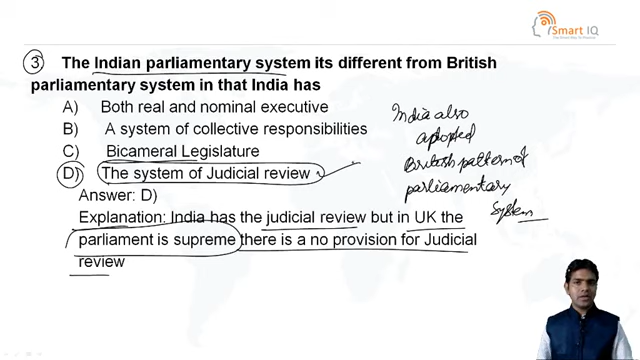 Smart IQ
3 The Indian parliamentary system its different from British
parliamentary system in that India has
A) Both real and nominal executive
B) A system of collective responsibilities
C) Bicameral Legislature
D) The system of Judicial review
Answer: D)
Explanation: India has the judicial review but in UK the
parliament is supreme there is a no provision for Judicial
review
India also
adopted
British pattern of
parliamentary
system